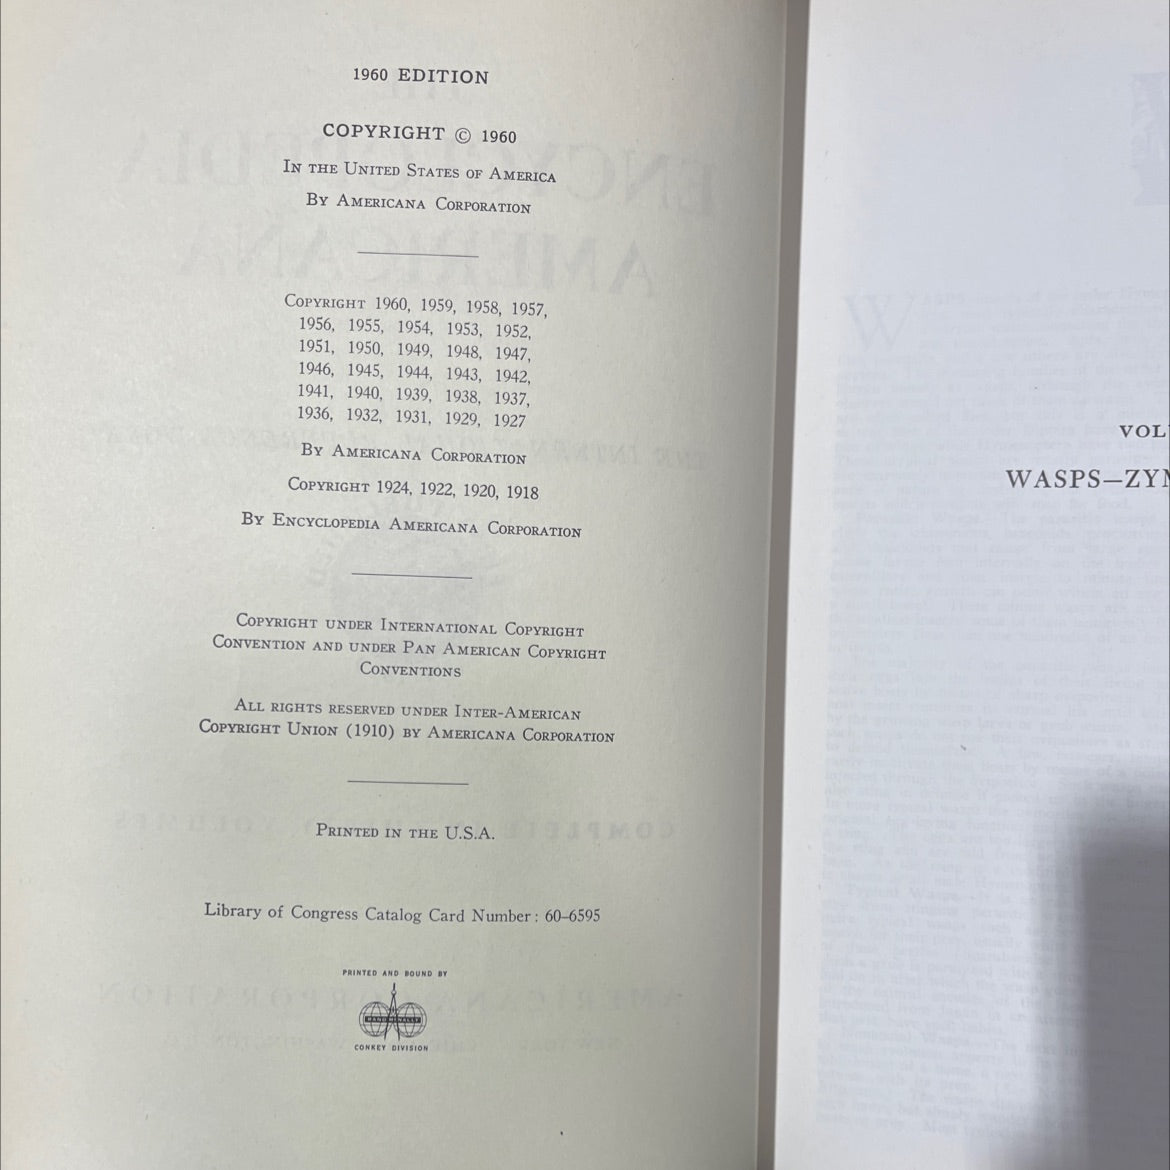 1960 EDITION
COPYRIGHT © 1960
IN THE UNITED STATES OF AMERICA
BY AMERICANA CORPORATION
COPYRIGHT 1960, 1959, 1958, 1957,
1956, 1955, 1954, 1953, 1952,
1951, 1950, 1949, 1948, 1947,
1946, 1945, 1944, 1943, 1942,
1941, 1940, 1939, 1938, 1937,
1936, 1932, 1931, 1929, 1927
BY AMERICANA CORPORATION
COPYRIGHT 1924, 1922, 1920, 1918
BY ENCYCLOPEDIA AMERICANA CORPORATION
COPYRIGHT UNDER INTERNATIONAL COPYRIGHT
CONVENTION AND UNDER PAN AMERICAN COPYRIGHT
CONVENTIONS
ALL RIGHTS RESERVED UNDER INTER-AMERICAN
COPYRIGHT UNION (1910) BY AMERICANA CORPORATION
PRINTED IN THE U.S.A.
Library of Congress Catalog Card Number: 60–6595
PRINTED AND BOUND BY
RAND McNALLY
CONKEY DIVISION
VOL
WASPS—ZYM